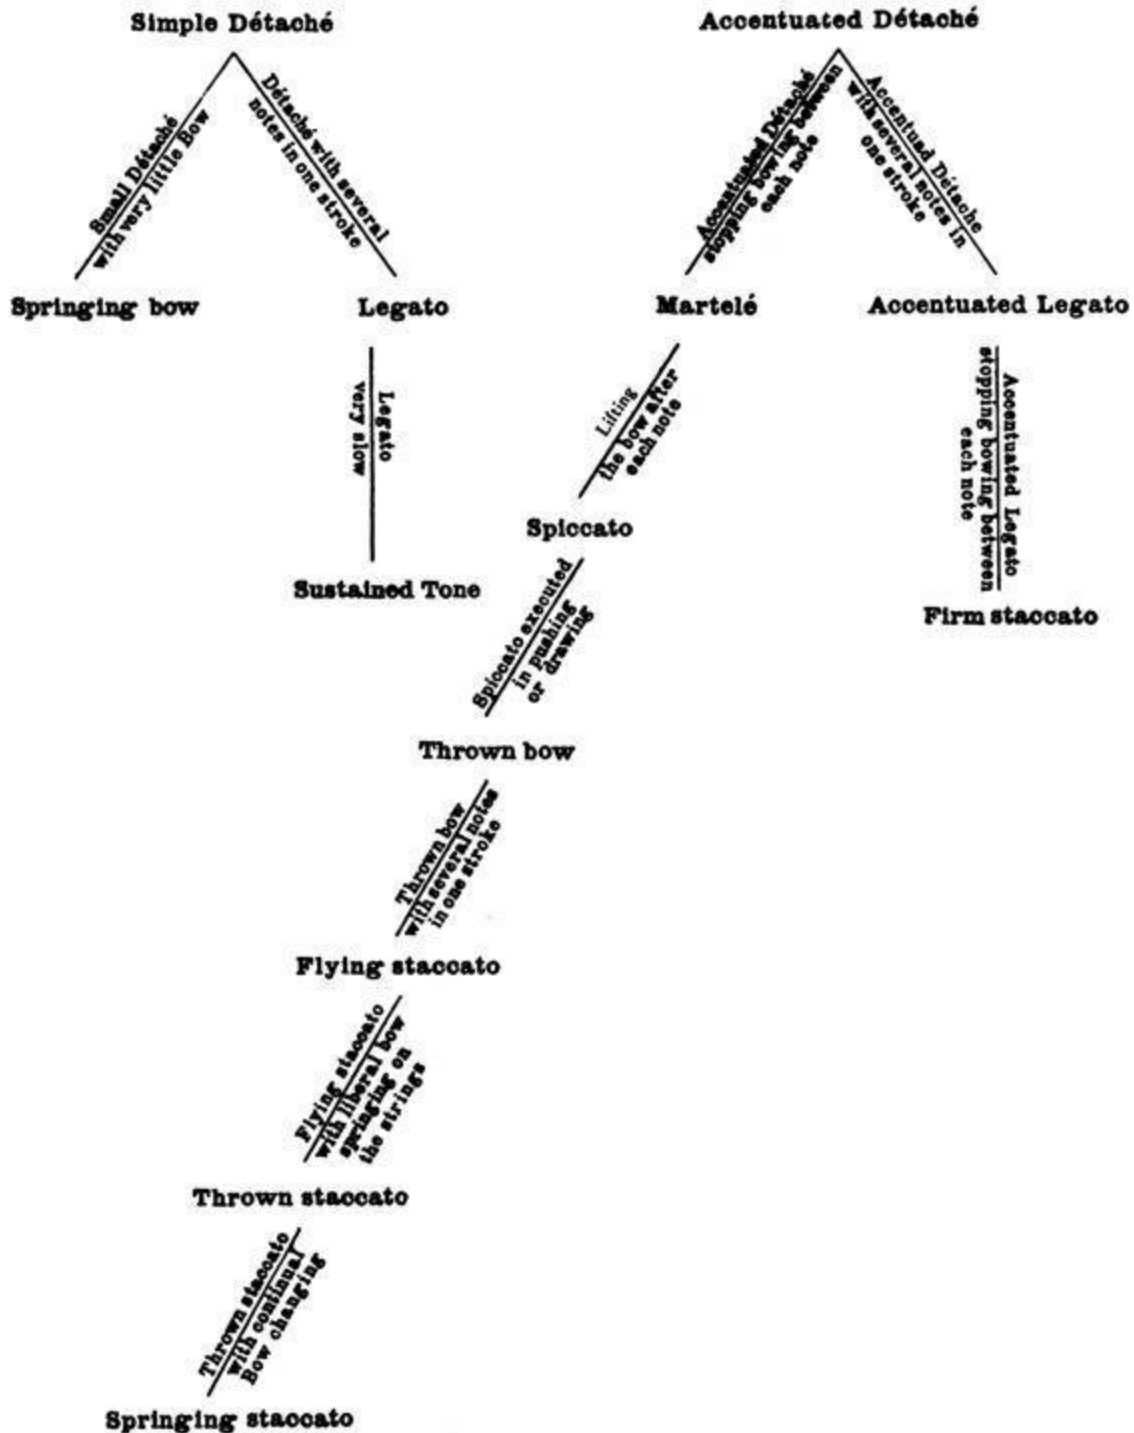 Simple Détaché
Accentuated Détaché
Small Détaché
with very little Bow
Détaché with several
notes in one stroke
Accentuated Détaché
stopping bowing between
each note
Accentuad Détache
with several notes in
one stroke
Springing bow
Legato
Martelé
Accentuated Legato
Legato
very slow
Lifting
the bow after
each note
Accentuated Legato
stopping bowing between
each note
Spiccato
Sustained Tone
Firm staccato
Spiccato executed
in pushing
or drawing
Thrown bow
Thrown bow
with several notes
in one stroke
Flying staccato
Flying staccato
with liberal bow
springing on
the strings
Thrown staccato
Thrown staccato
with continual
Bow changing
Springing staccato